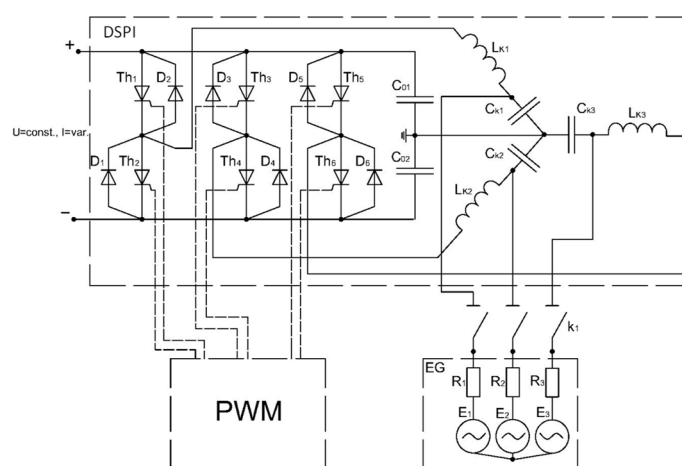 DSPI
+
Th₁ D₂ D₃ Th₃ D₅ Th₅
U=const., I=var.
D₁ Th₂ Th₄ D₄ Th₆ D₆
−
C₀₁
C₀₂
Lₖ₁
Cₖ₁
Cₖ₃
Lₖ₃
Cₖ₂
Lₖ₂
k₁
PWM
EG
R₁ R₂ R₃
E₁ E₂ E₃